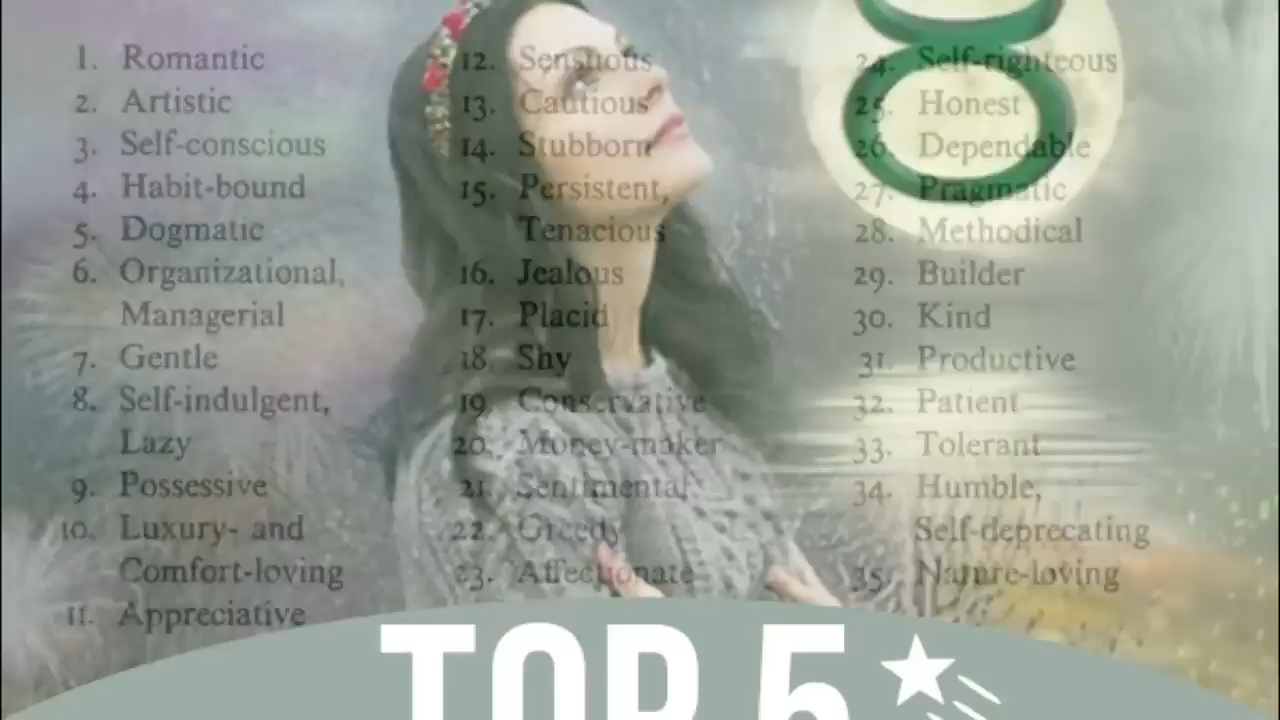 1. Romantic
2. Artistic
3. Self-conscious
4. Habit-bound
5. Dogmatic
6. Organizational,
Managerial
7. Gentle
8. Self-indulgent,
Lazy
9. Possessive
10. Luxury- and
Comfort-loving
11. Appreciative
12. Sensuous
13. Cautious
14. Stubborn
15. Persistent,
Tenacious
16. Jealous
17. Placid
18. Shy
19. Conservative
20. Money-maker
21. Sentimental
22. Greedy
23. Affectionate
24. Self-righteous
25. Honest
26. Dependable
27. Pragmatic
28. Methodical
29. Builder
30. Kind
31. Productive
32. Patient
33. Tolerant
34. Humble,
Self-deprecating
35. Nature-loving
TOP 5